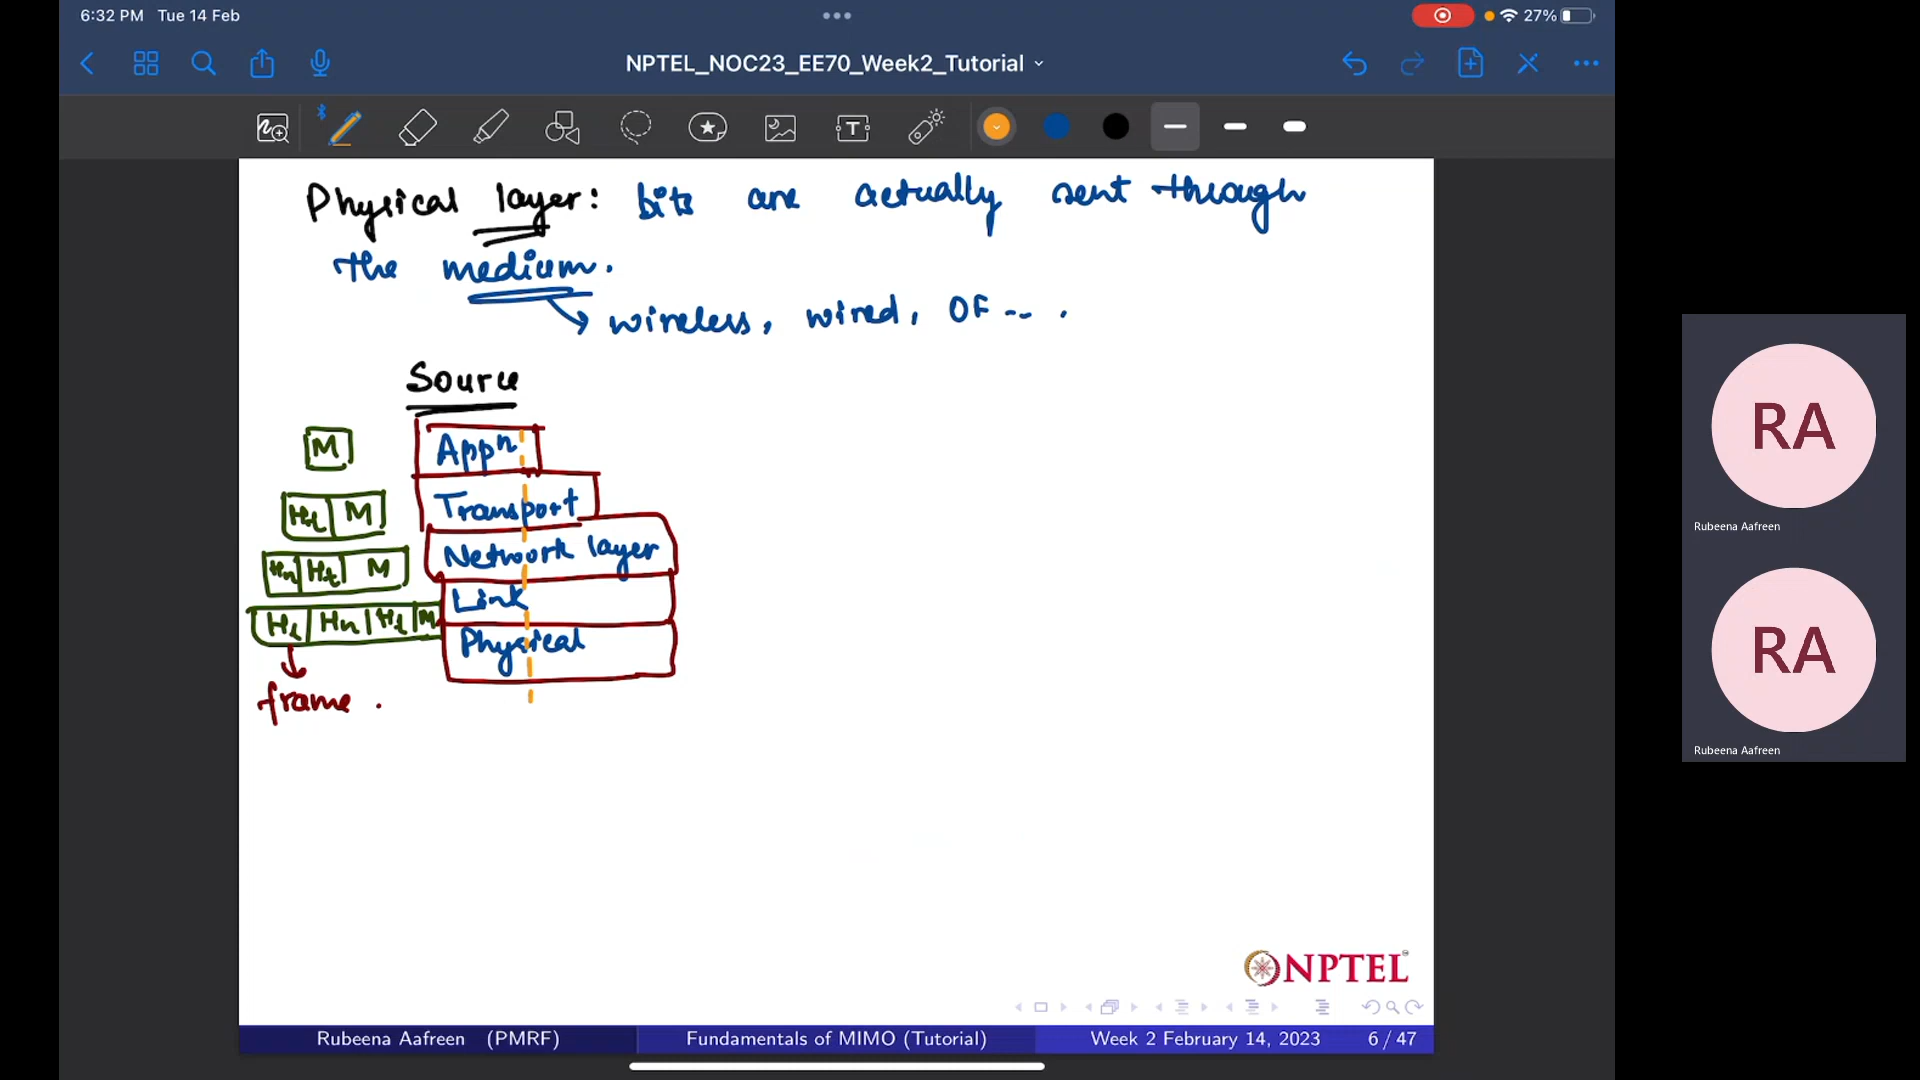 6:32 PM Tue 14 Feb
27%
NPTEL_NOC23_EE70_Week2_Tutorial
Physical layer: bits are actually sent through
the medium.
wireless, wired, OF -- .
Source
M
Appⁿ
Ht M
Transport
Hn Ht M
Network layer
Hl Hn Ht M
Link
Physical
frame .
RA
Rubeena Aafreen
RA
Rubeena Aafreen
NPTEL
Rubeena Aafreen (PMRF) Fundamentals of MIMO (Tutorial) Week 2 February 14, 2023 6 / 47